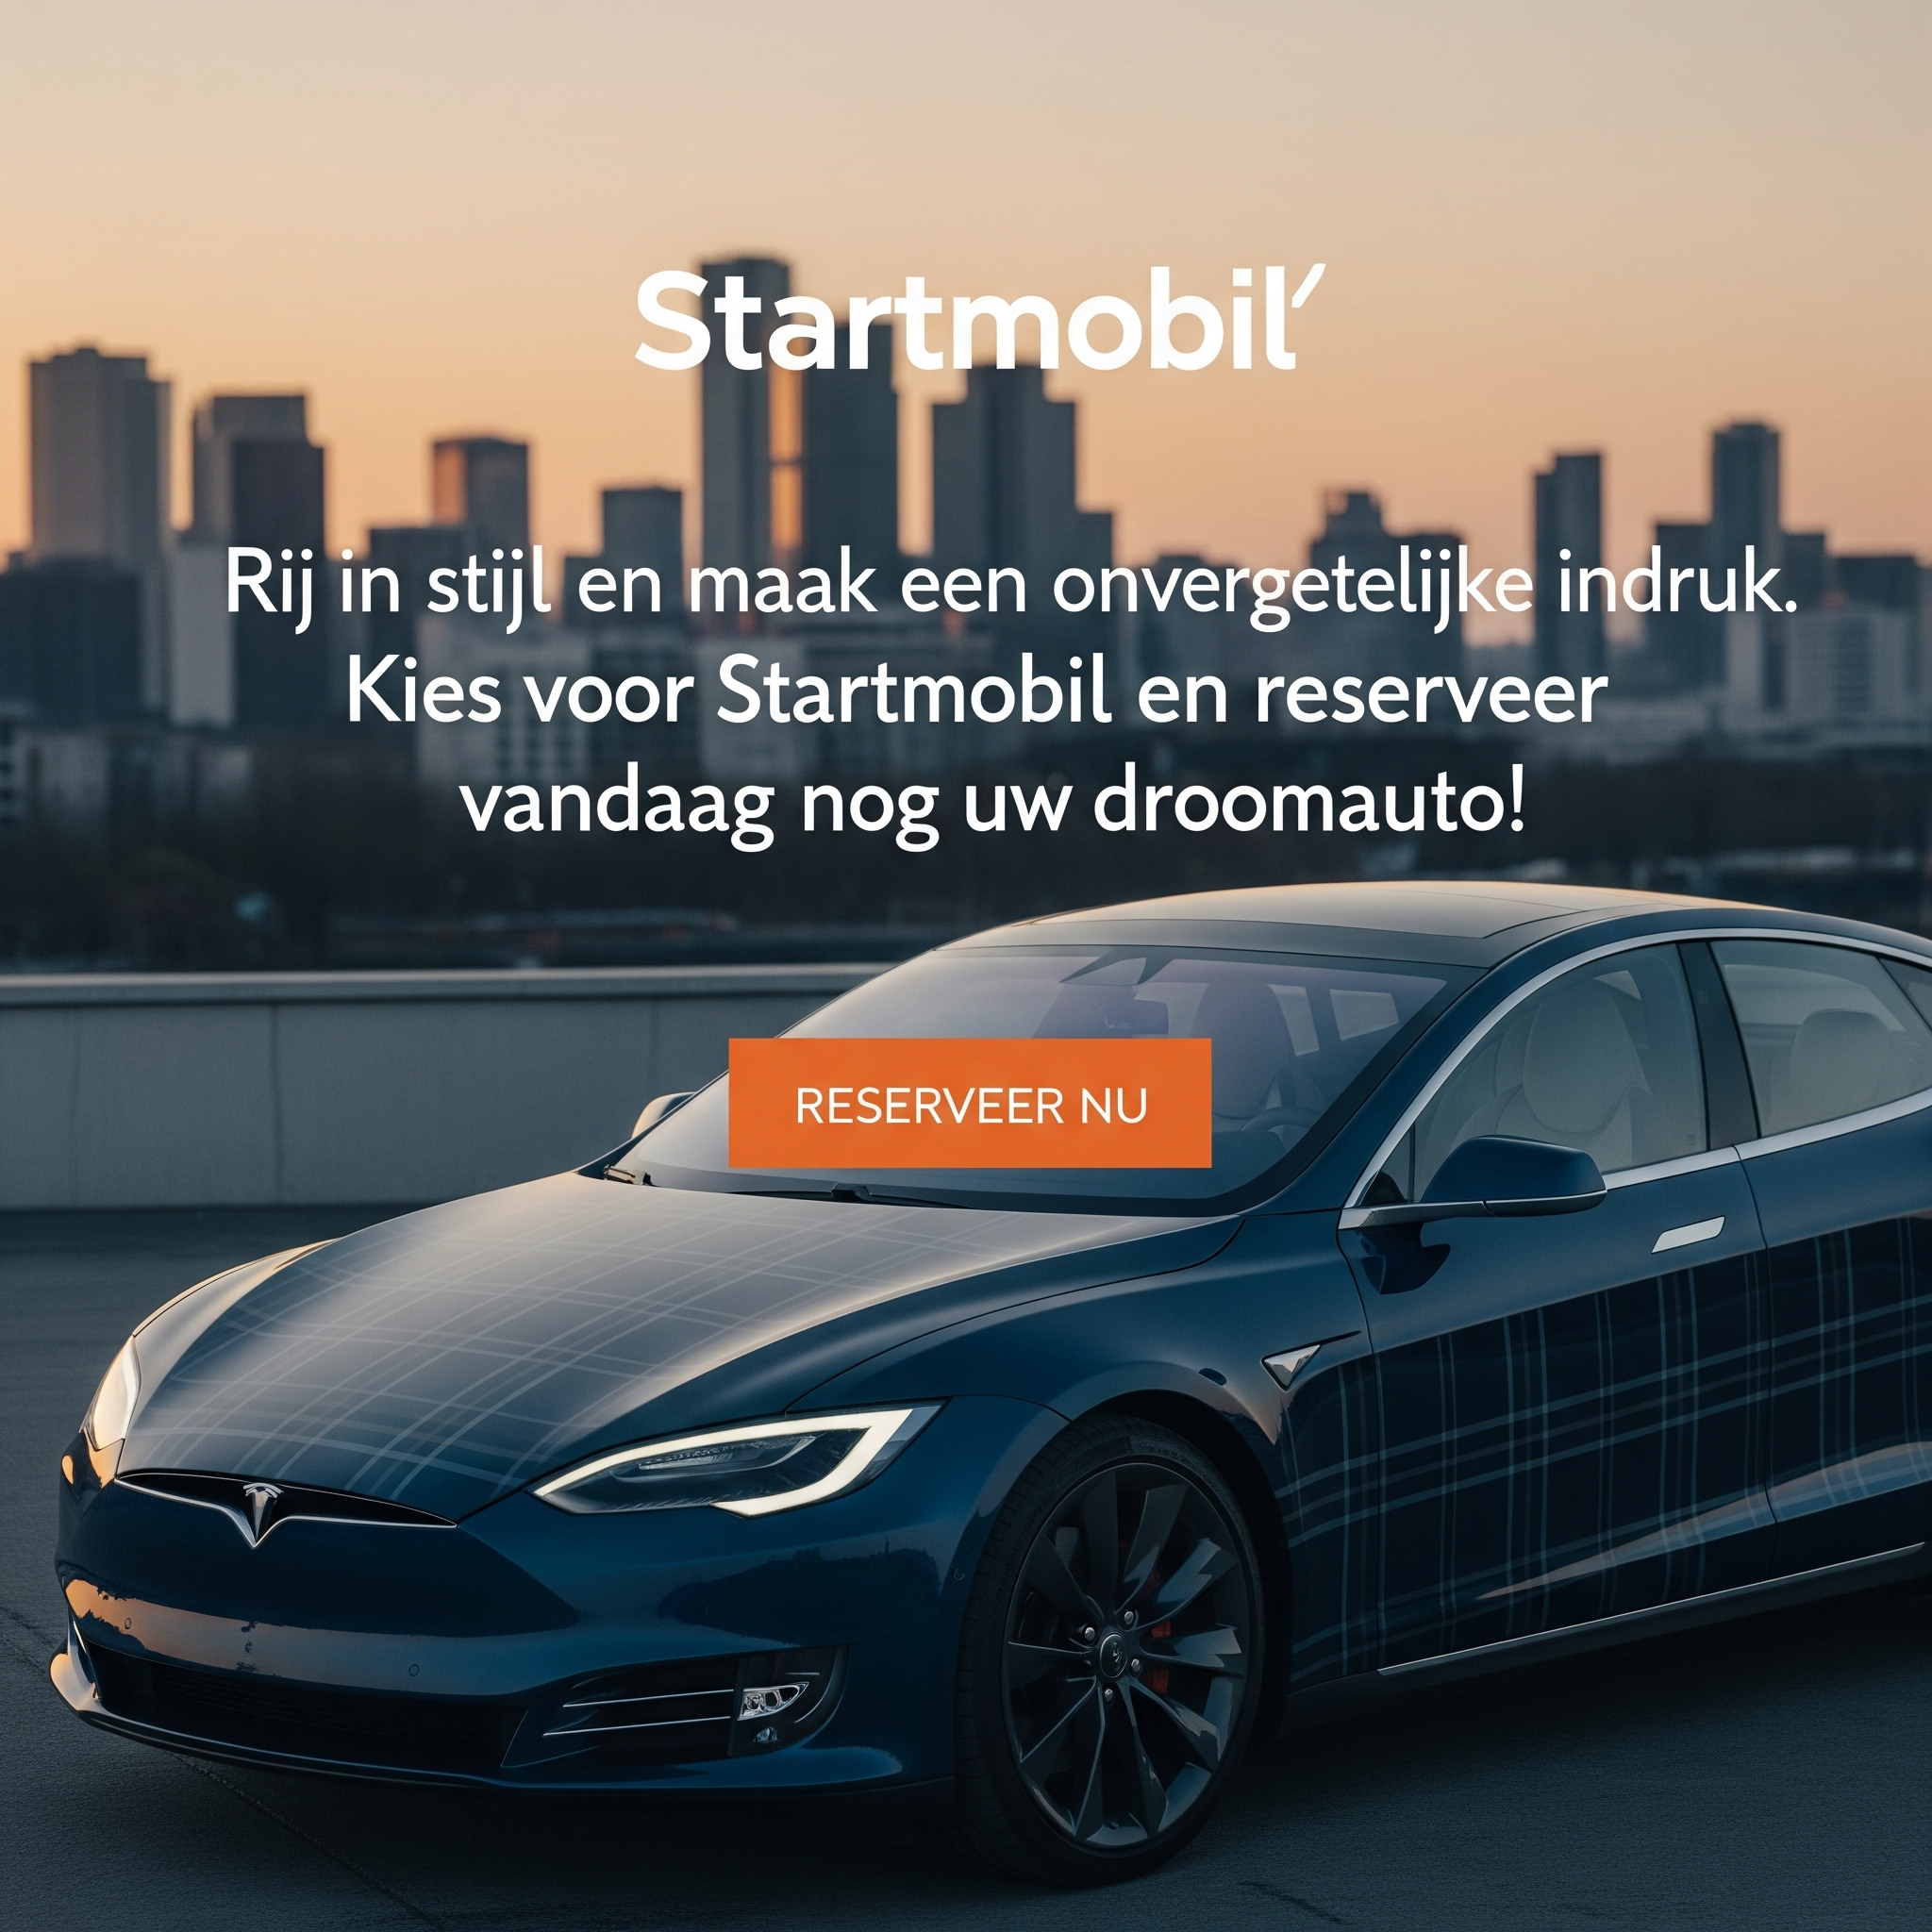 Startmobil′
Rij in stijl en maak een onvergetelijke indruk.
Kies voor Startmobil en reserveer
vandaag nog uw droomauto!
RESERVEER NU